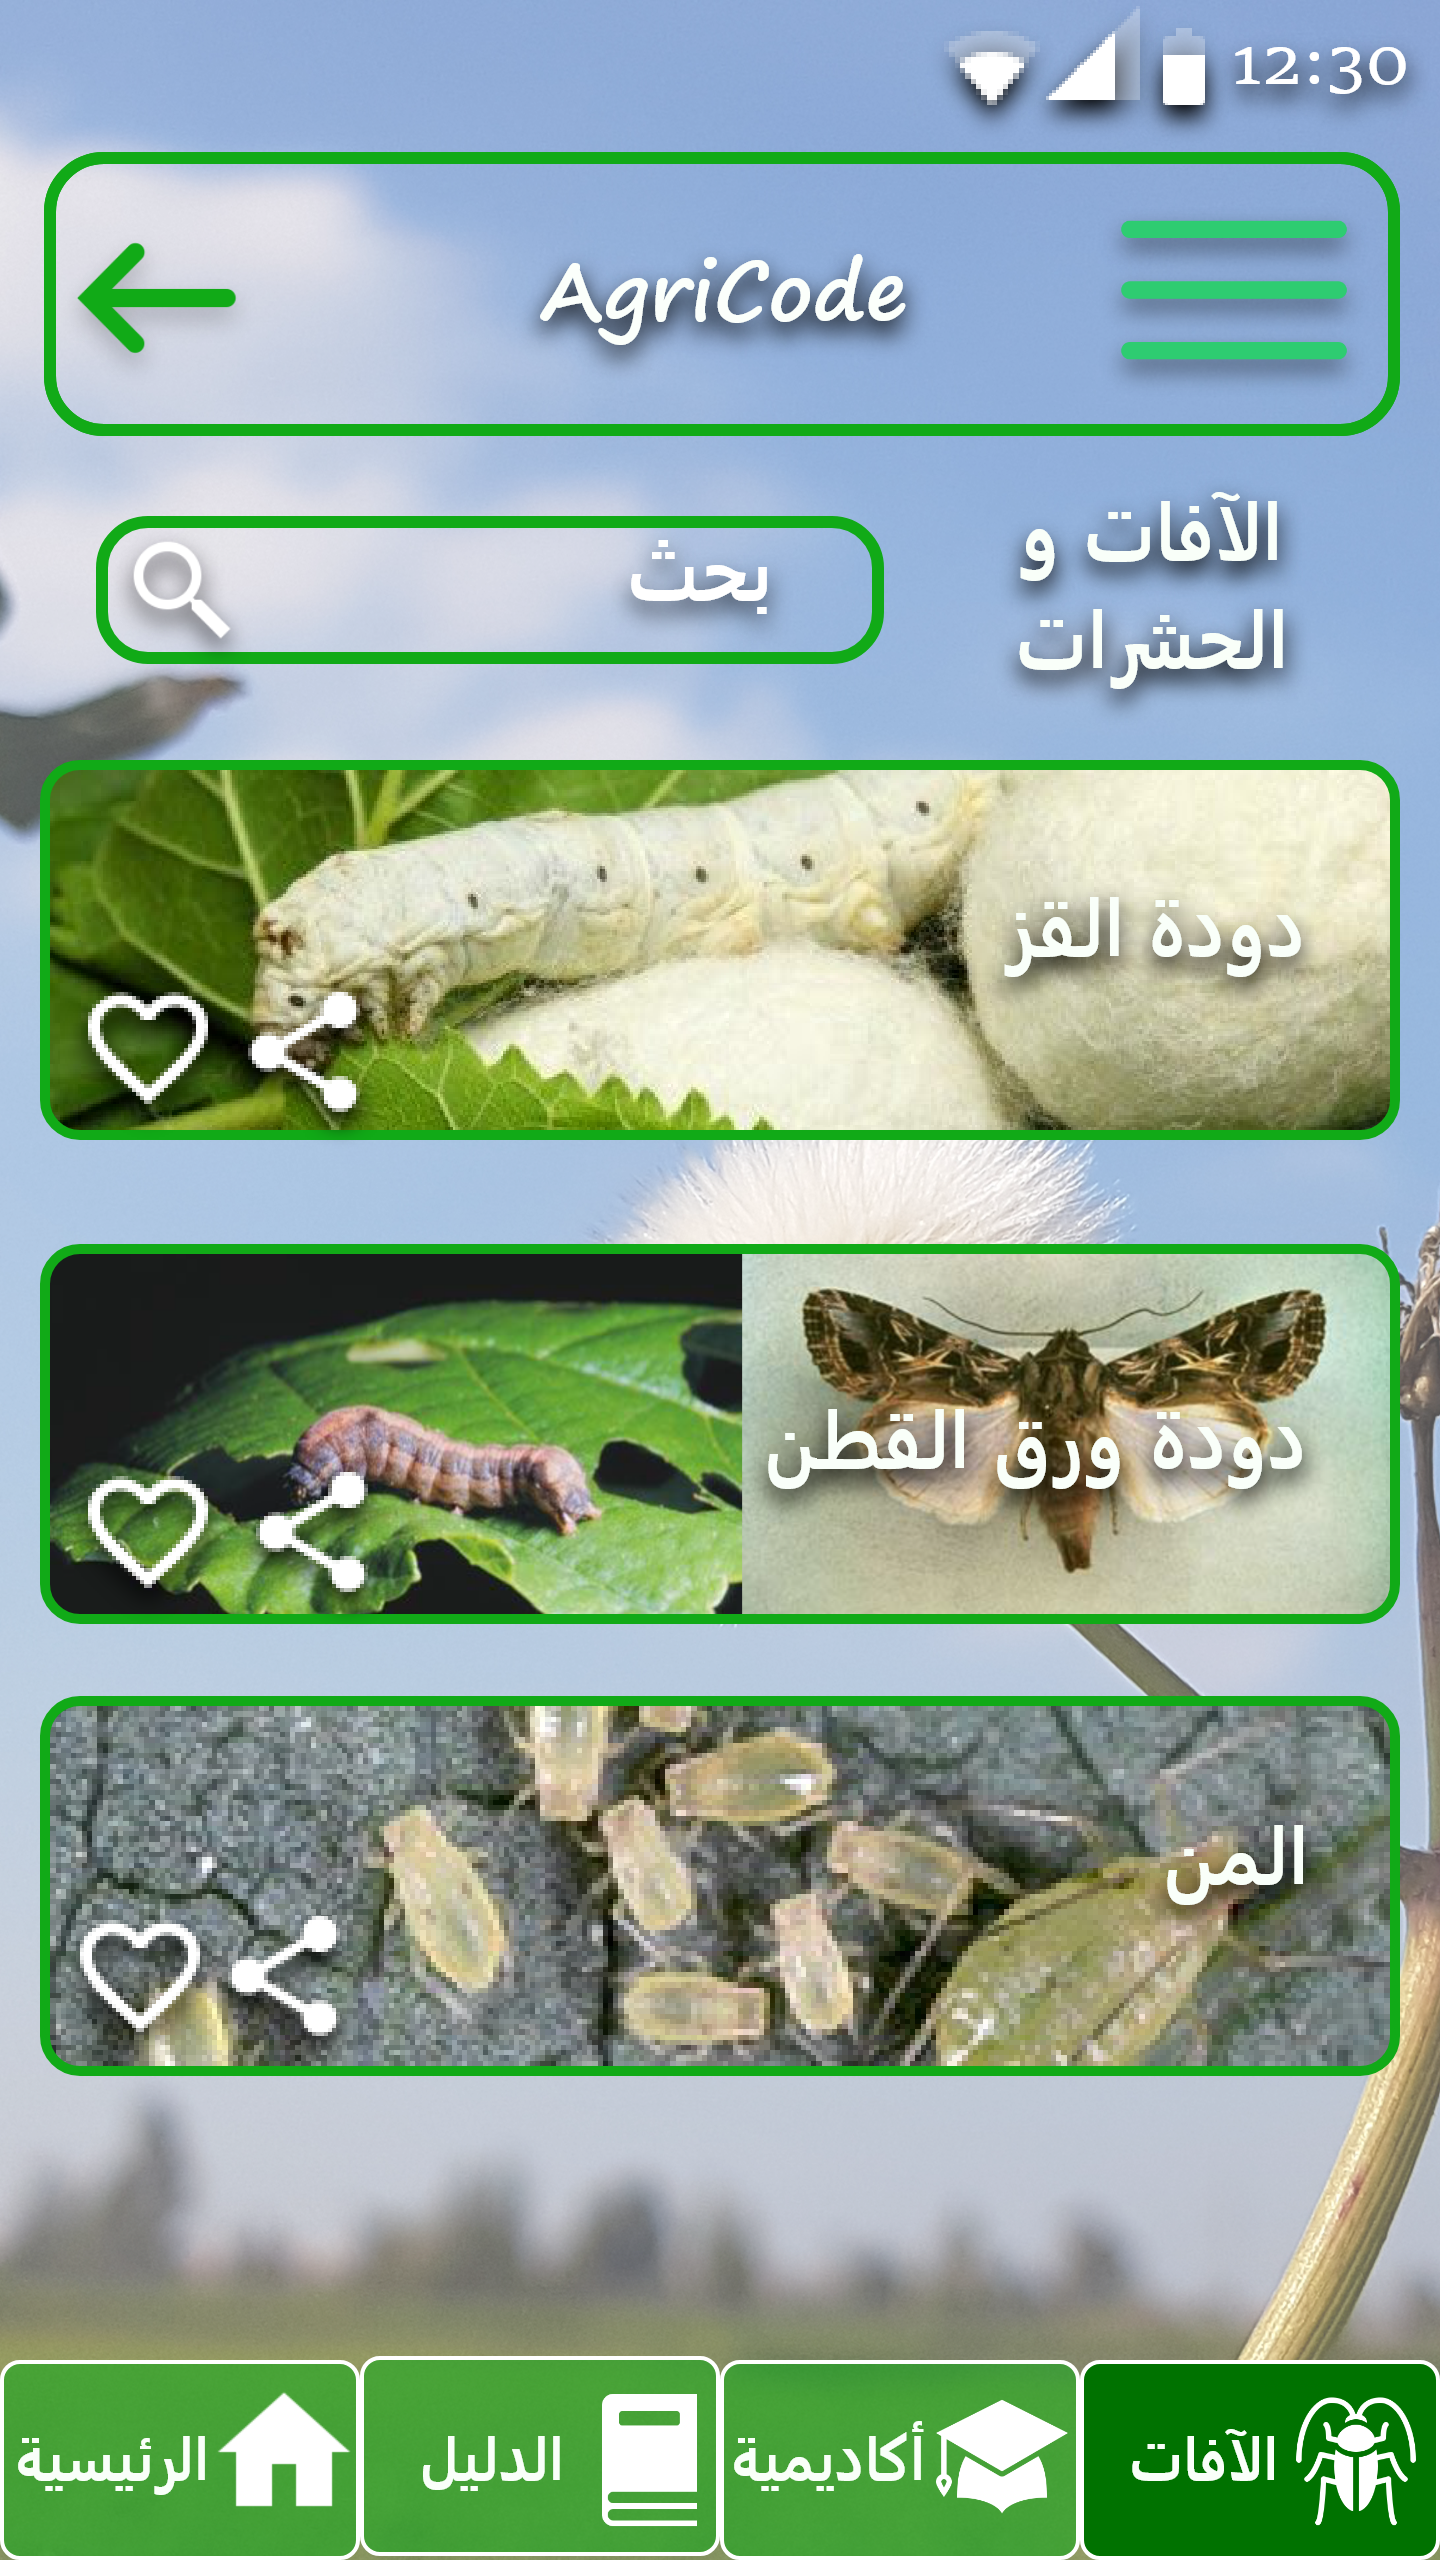 12:30
AgriCode
الآفات و
الحشرات
بحث
دودة القز
دودة ورق القطن
المن
الآفات
أكاديمية
الدليل
الرئيسية